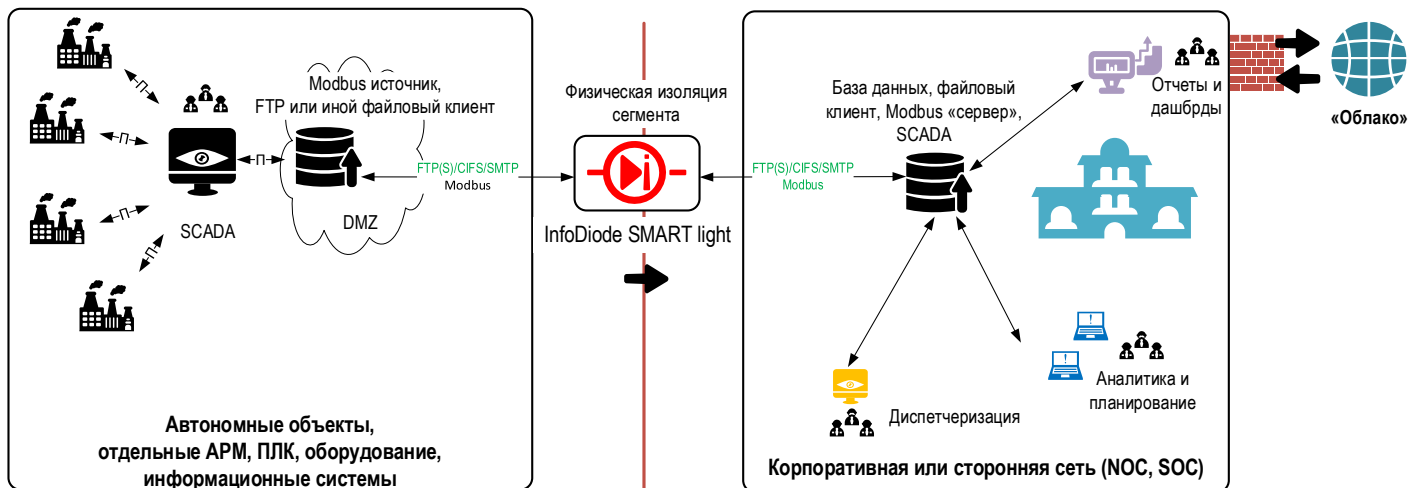 Modbus источник,
FTP или иной файловый клиент
П
П
П
П
П
SCADA
DMZ
FTP(S)/CIFS/SMTP
Modbus
Автономные объекты,
отдельные АРМ, ПЛК, оборудование,
информационные системы
Физическая изоляция
сегмента
InfoDiode SMART light
FTP(S)/CIFS/SMTP
Modbus
База данных, файловый
клиент, Modbus «сервер»,
SCADA
Отчеты и
дашбрды
Диспетчеризация
Аналитика и
планирование
Корпоративная или сторонняя сеть (NOC, SOC)
«Облако»